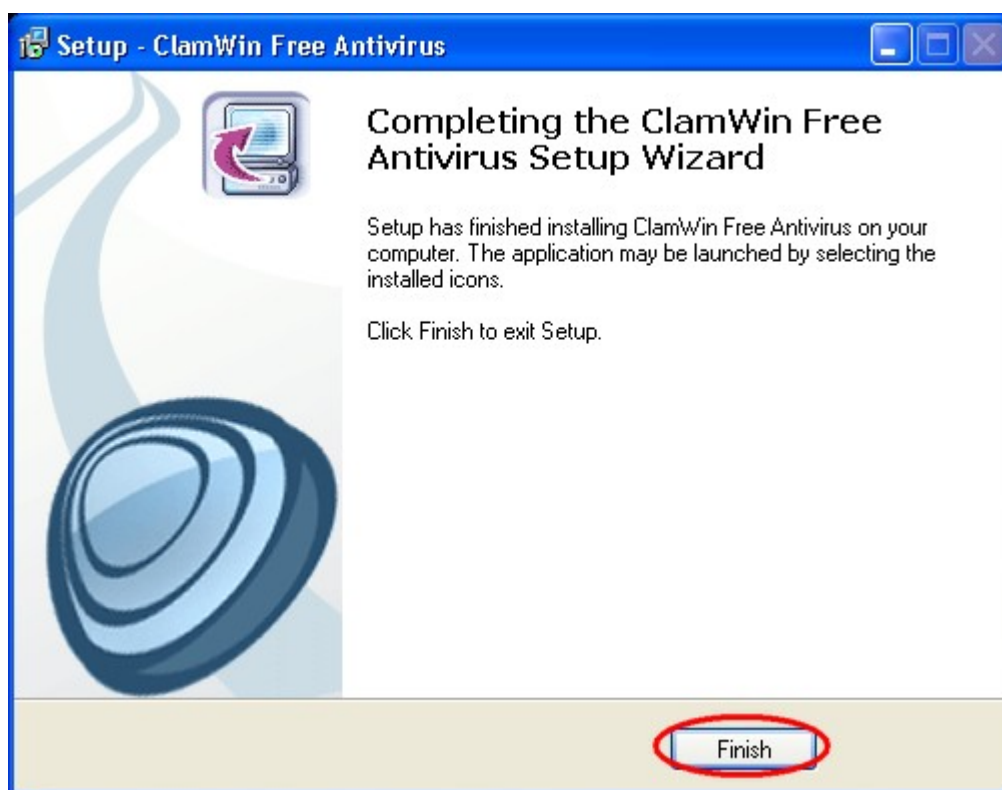 Setup - ClamWin Free Antivirus
Completing the ClamWin Free
Antivirus Setup Wizard
Setup has finished installing ClamWin Free Antivirus on your
computer. The application may be launched by selecting the
installed icons.
Click Finish to exit Setup.
Finish